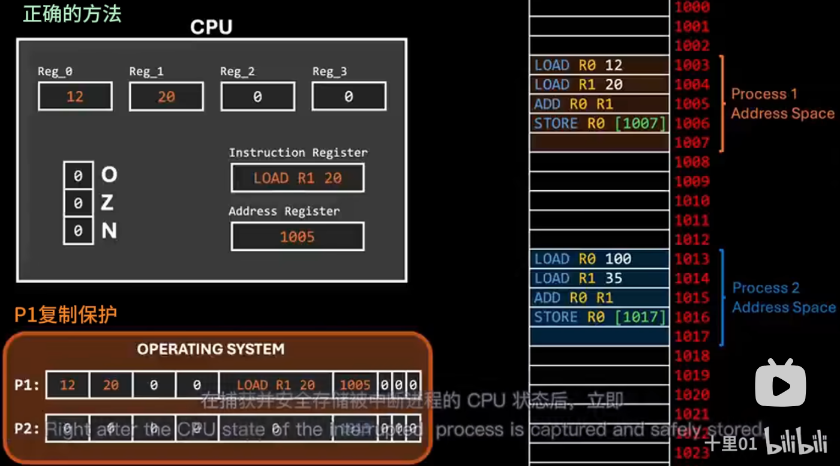 正确的方法
CPU
Reg_0 Reg_1 Reg_2 Reg_3
12 20 0 0
0 O
0 Z
0 N
Instruction Register
LOAD R1 20
Address Register
1005
P1复制保护
OPERATING SYSTEM
P1: 12 20 0 0 LOAD R1 20 1005 0 0 0
P2: 0 0 0 0 0 0 0 0
在捕获并安全存储被中断进程的 CPU 状态后，立即
Right after the CPU state of the interrupted process is captured and safely stored,
1000
1001
1002
LOAD R0 12 1003
LOAD R1 20 1004
ADD R0 R1 1005
STORE R0 [1007] 1006
1007
Process 1
Address Space
1008
1009
1010
1011
1012
LOAD R0 100 1013
LOAD R1 35 1014
ADD R0 R1 1015
STORE R0 [1017] 1016
1017
Process 2
Address Space
1018
1019
1020
1021
1023
十里01 bilibili